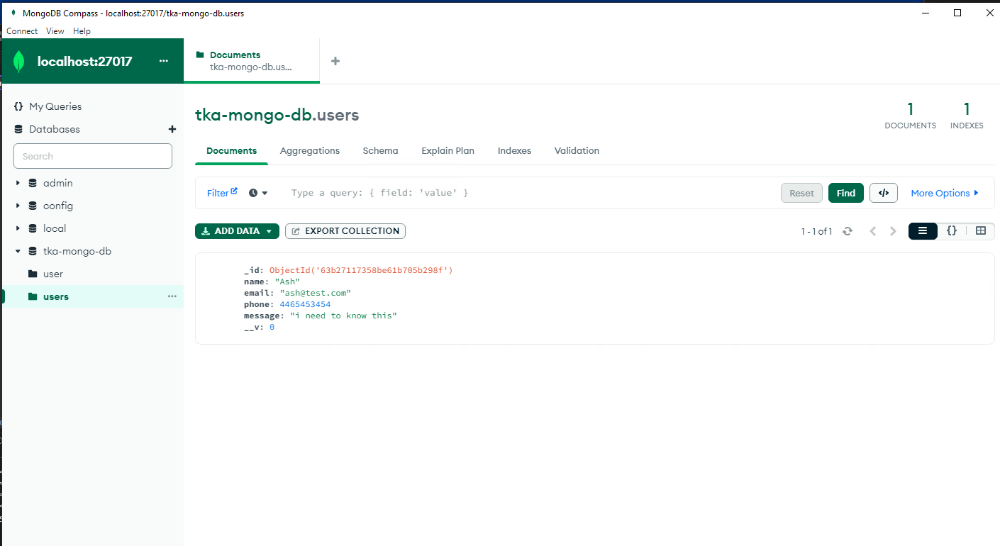 MongoDB Compass - localhost:27017/tka-mongo-db.users
Connect View Help
localhost:27017 ···
Documents
tka-mongo-db.us...
+
{} My Queries
Databases +
Search
admin
config
local
tka-mongo-db
user
users ···
tka-mongo-db.users
1
DOCUMENTS
1
INDEXES
Documents Aggregations Schema Explain Plan Indexes Validation
Filter Type a query: { field: 'value' } Reset Find </> More Options
ADD DATA EXPORT COLLECTION 1 - 1 of 1 {}
_id: ObjectId('63b27117358be61b705b298f')
name: "Ash"
email: "ash@test.com"
phone: 4465453454
message: "i need to know this"
__v: 0